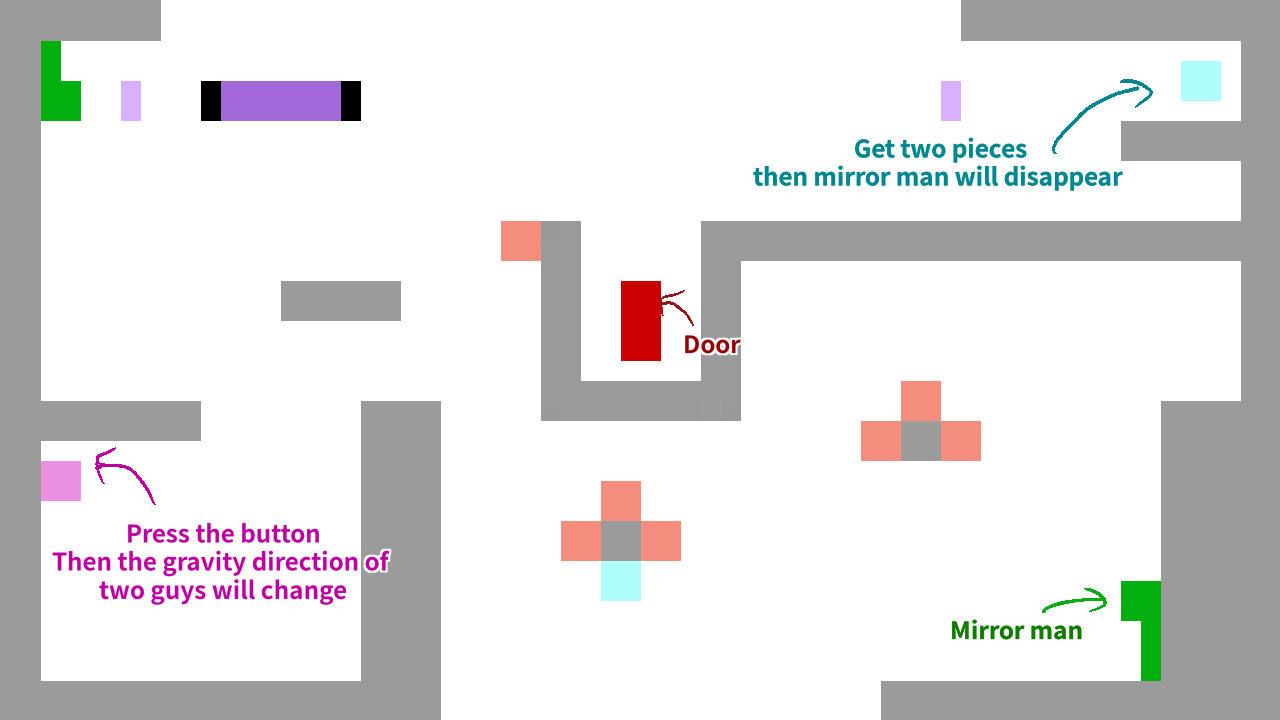 Get two pieces
then mirror man will disappear
Door
Press the button
Then the gravity direction of
two guys will change
Mirror man